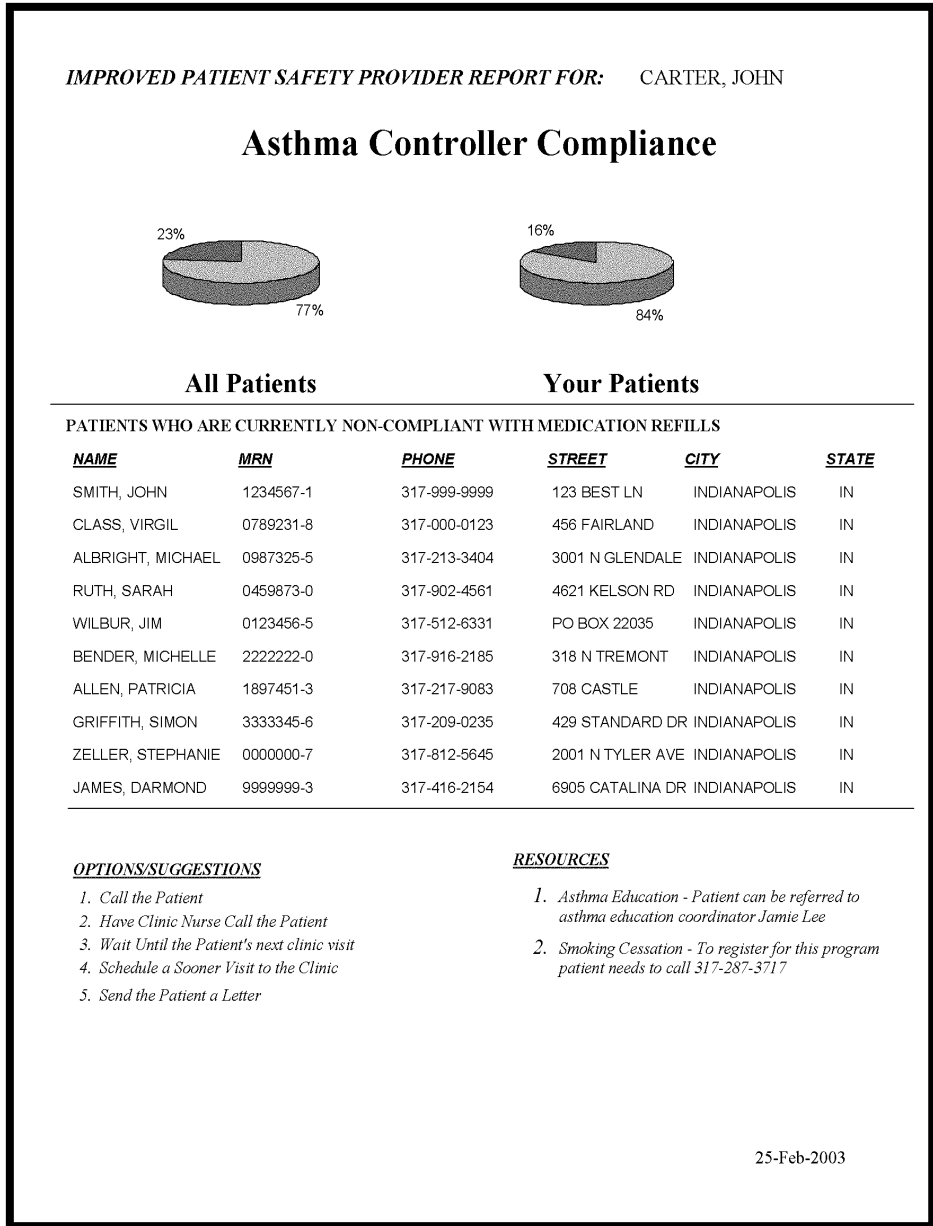 IMPROVED PATIENT SAFETY PROVIDER REPORT FOR: CARTER, JOHN
Asthma Controller Compliance
23%
77%
16%
84%
All Patients
Your Patients
PATIENTS WHO ARE CURRENTLY NON-COMPLIANT WITH MEDICATION REFILLS
NAME MRN PHONE STREET CITY STATE
SMITH, JOHN 1234567-1 317-999-9999 123 BEST LN INDIANAPOLIS IN
CLASS, VIRGIL 0789231-8 317-000-0123 456 FAIRLAND INDIANAPOLIS IN
ALBRIGHT, MICHAEL 0987325-5 317-213-3404 3001 N GLENDALE INDIANAPOLIS IN
RUTH, SARAH 0459873-0 317-902-4561 4621 KELSON RD INDIANAPOLIS IN
WILBUR, JIM 0123456-5 317-512-6331 PO BOX 22035 INDIANAPOLIS IN
BENDER, MICHELLE 2222222-0 317-916-2185 318 N TREMONT INDIANAPOLIS IN
ALLEN, PATRICIA 1897451-3 317-217-9083 708 CASTLE INDIANAPOLIS IN
GRIFFITH, SIMON 3333345-6 317-209-0235 429 STANDARD DR INDIANAPOLIS IN
ZELLER, STEPHANIE 0000000-7 317-812-5645 2001 N TYLER AVE INDIANAPOLIS IN
JAMES, DARMOND 9999999-3 317-416-2154 6905 CATALINA DR INDIANAPOLIS IN
OPTIONS/SUGGESTIONS
1. Call the Patient
2. Have Clinic Nurse Call the Patient
3. Wait Until the Patient's next clinic visit
4. Schedule a Sooner Visit to the Clinic
5. Send the Patient a Letter
RESOURCES
1. Asthma Education - Patient can be referred to
asthma education coordinator Jamie Lee
2. Smoking Cessation - To register for this program
patient needs to call 317-287-3717
25-Feb-2003